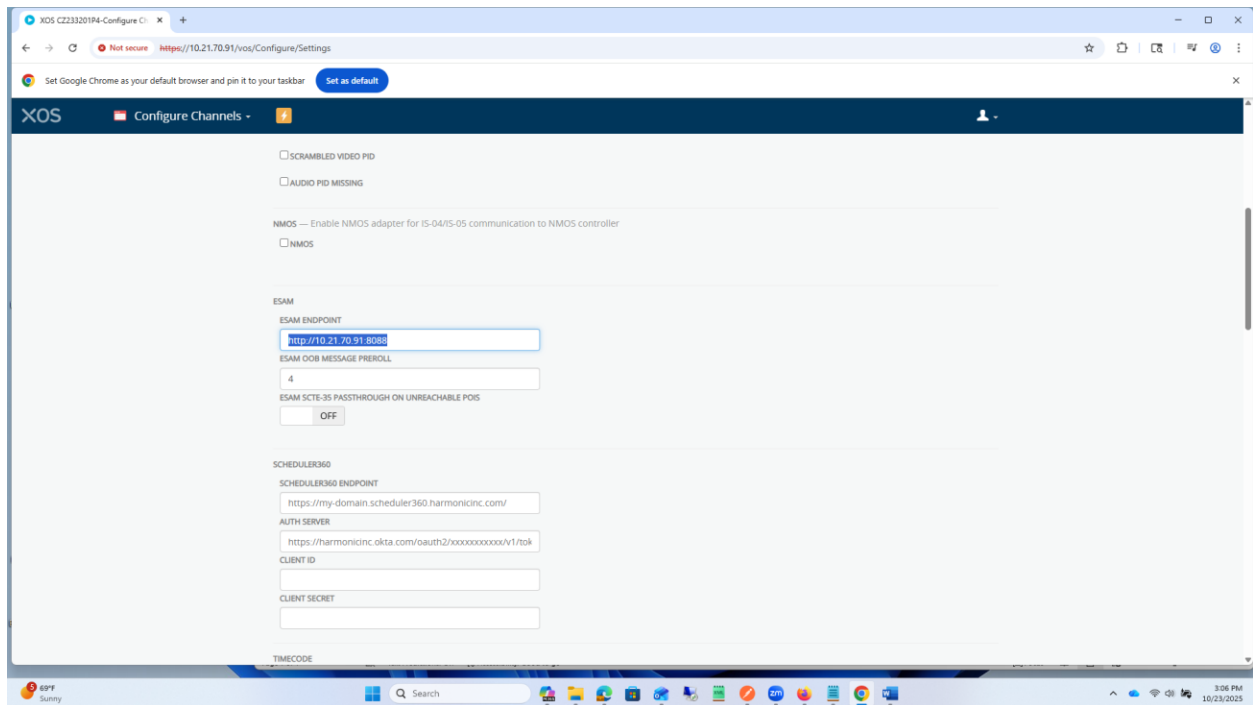 XOS CZ233201P4-Configure Ch
Not secure https://10.21.70.91/vos/Configure/Settings
Set Google Chrome as your default browser and pin it to your taskbar Set as default
XOS Configure Channels
SCRAMBLED VIDEO PID
AUDIO PID MISSING
NMOS — Enable NMOS adapter for IS-04/IS-05 communication to NMOS controller
NMOS
ESAM
ESAM ENDPOINT
http://10.21.70.91:8088
ESAM OOB MESSAGE PREROLL
4
ESAM SCTE-35 PASSTHROUGH ON UNREACHABLE POIS
OFF
SCHEDULER360
SCHEDULER360 ENDPOINT
https://my-domain.scheduler360.harmonicinc.com/
AUTH SERVER
https://harmonicinc.okta.com/oauth2/xxxxxxxxxxx/v1/tok
CLIENT ID
CLIENT SECRET
TIMECODE
5 69°F
Sunny
Search
zm
3:06 PM
10/23/2025